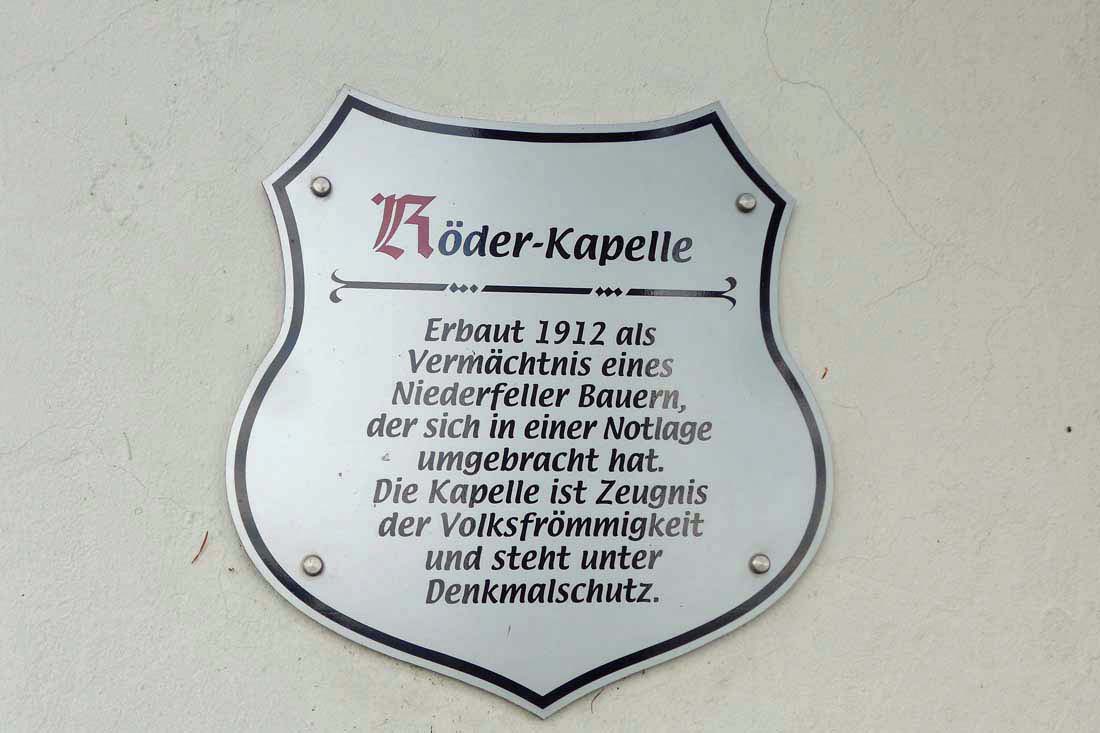 Röder-Kapelle
Erbaut 1912 als
Vermächtnis eines
Niederfeller Bauern,
der sich in einer Notlage
umgebracht hat.
Die Kapelle ist Zeugnis
der Volksfrömmigkeit
und steht unter
Denkmalschutz.